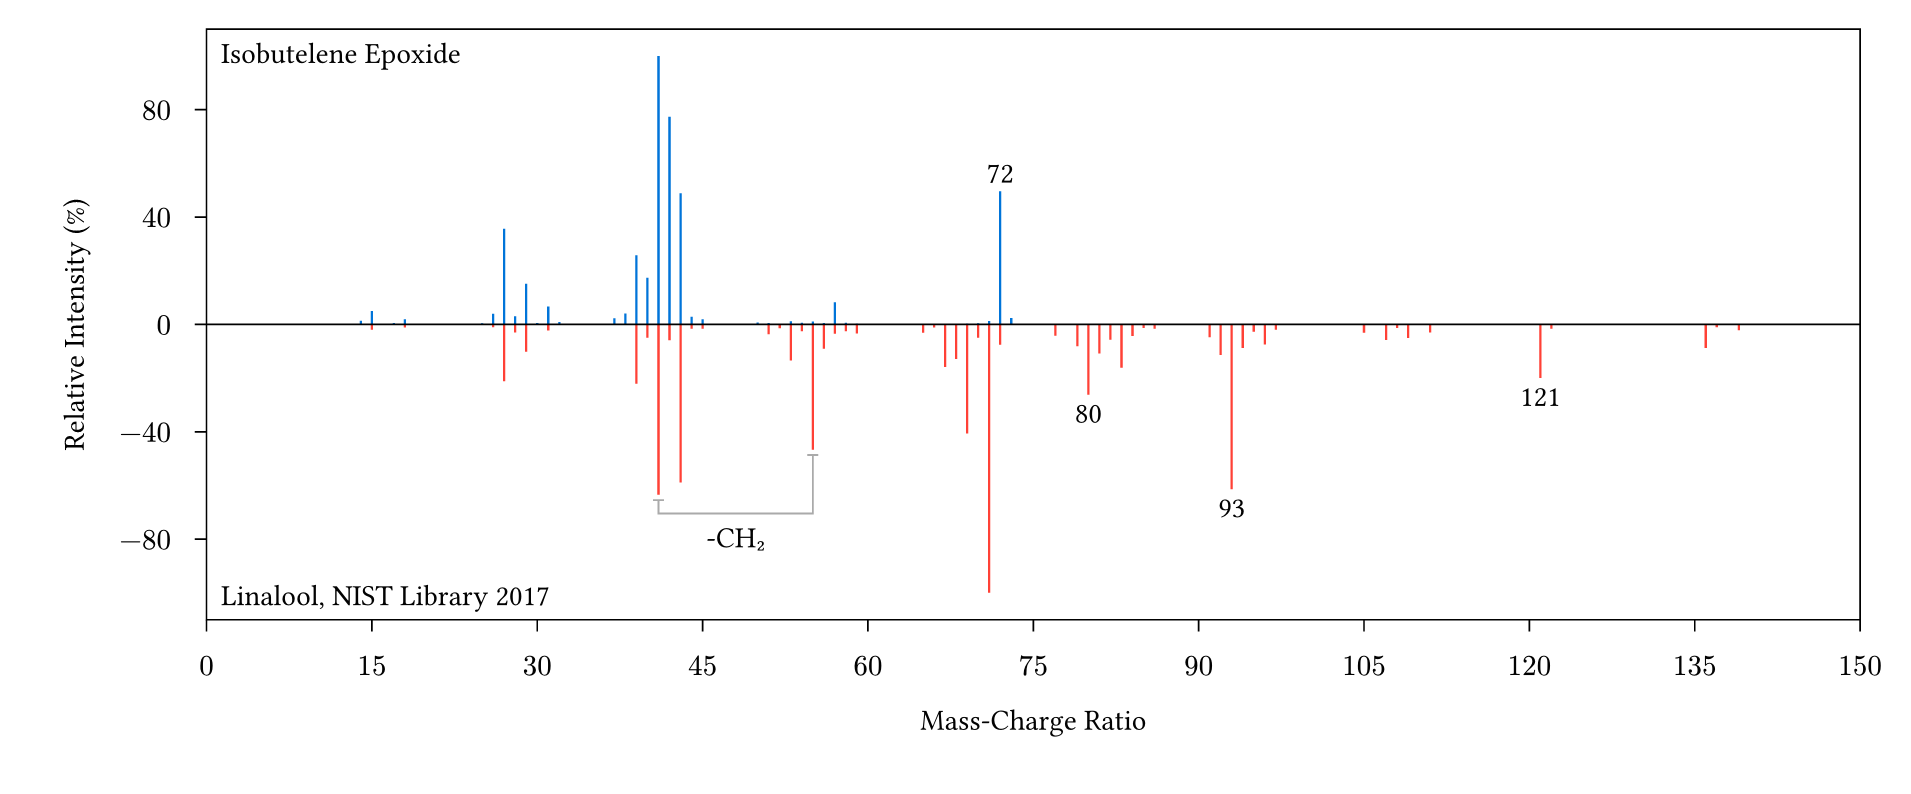 Isobutelene Epoxide
80
40
0
−40
−80
Relative Intensity (%)
72
80
93
121
-CH₂
Linalool, NIST Library 2017
0 15 30 45 60 75 90 105 120 135 150
Mass-Charge Ratio